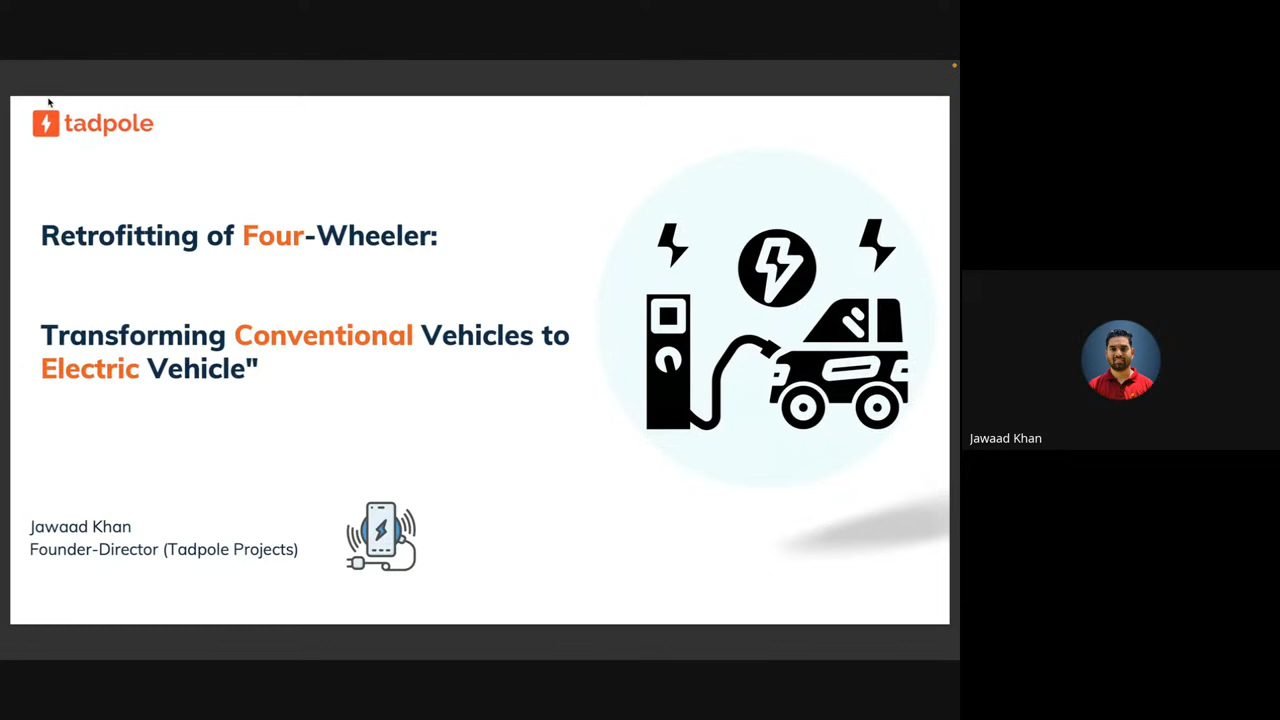 tadpole
Retrofitting of Four-Wheeler:
Transforming Conventional Vehicles to
Electric Vehicle"
Jawaad Khan
Founder-Director (Tadpole Projects)
Jawaad Khan